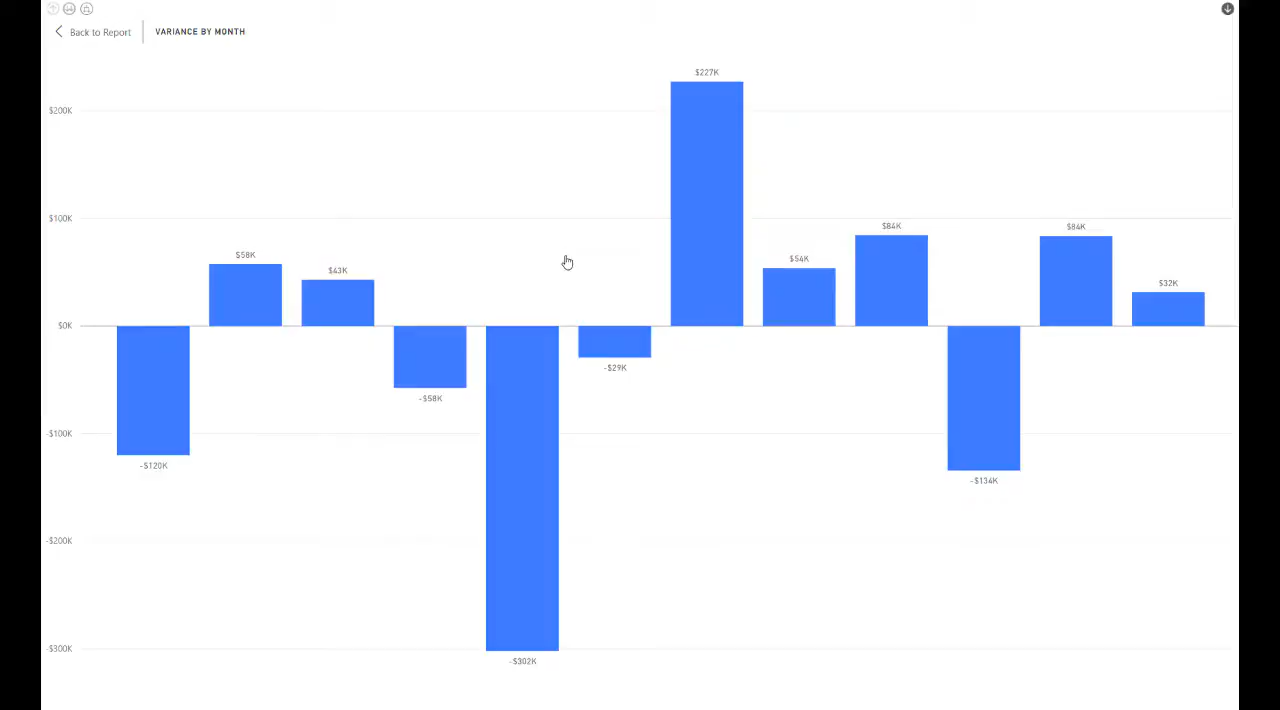 Back to Report
VARIANCE BY MONTH
$227K
$200K
$100K
$84K
$84K
$58K
$54K
$43K
$32K
$0K
-$29K
-$58K
-$100K
-$120K
-$134K
-$200K
-$300K
-$302K